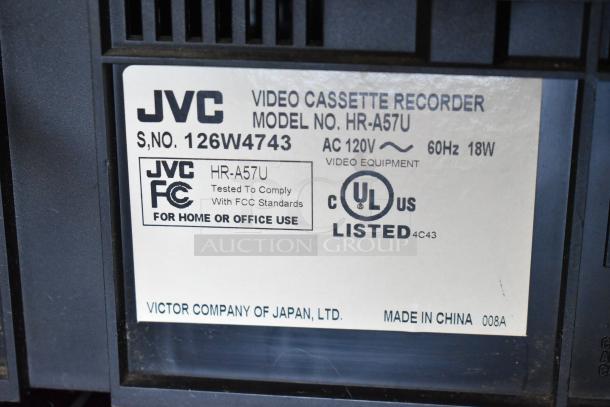 JVC VIDEO CASSETTE RECORDER
MODEL NO. HR-A57U
S,NO. 126W4743 AC 120V ~ 60Hz 18W
JVC HR-A57U
FC Tested To Comply
With FCC Standards
FOR HOME OR OFFICE USE
VIDEO EQUIPMENT
C UL US
®
LISTED 4C43
AUCTION GROUP
VICTOR COMPANY OF JAPAN, LTD. MADE IN CHINA 008A